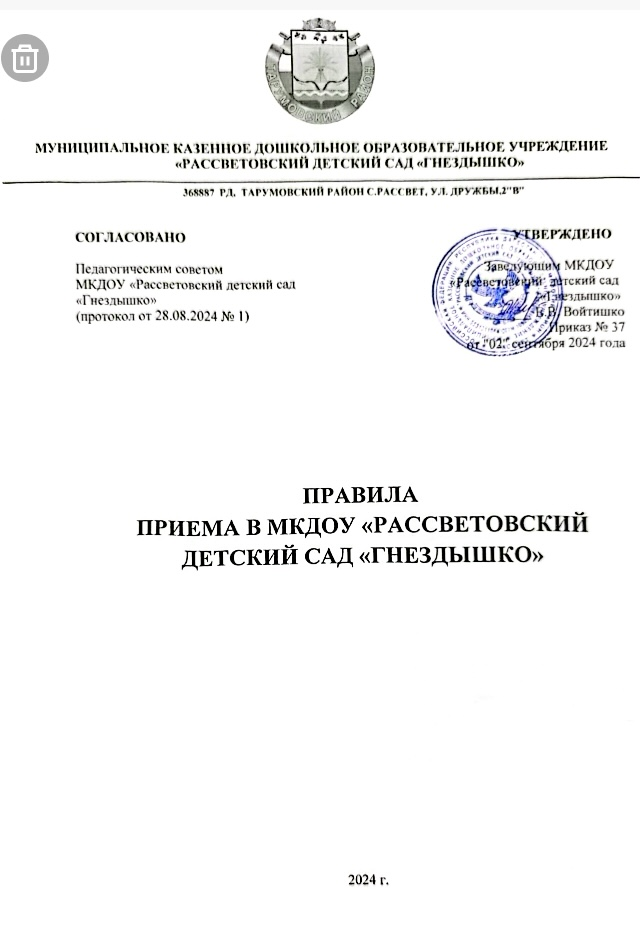 ТАРУМОВСКИЙ РАЙОН
МУНИЦИПАЛЬНОЕ КАЗЕННОЕ ДОШКОЛЬНОЕ ОБРАЗОВАТЕЛЬНОЕ УЧРЕЖДЕНИЕ
«РАССВЕТОВСКИЙ ДЕТСКИЙ САД «ГНЕЗДЫШКО»
368887 РД, ТАРУМОВСКИЙ РАЙОН С.РАССВЕТ, УЛ. ДРУЖБЫ,2"В"
СОГЛАСОВАНО
Педагогическим советом
МКДОУ «Рассветовский детский сад
«Гнездышко»
(протокол от 28.08.2024 № 1)
УТВЕРЖДЕНО
Заведующим МКДОУ
«Рассветовский детский сад
«Гнездышко»
Е.В. Войтишко
Приказ № 37
от "02" сентября 2024 года
ПРАВИЛА
ПРИЕМА В МКДОУ «РАССВЕТОВСКИЙ
ДЕТСКИЙ САД «ГНЕЗДЫШКО»
2024 г.